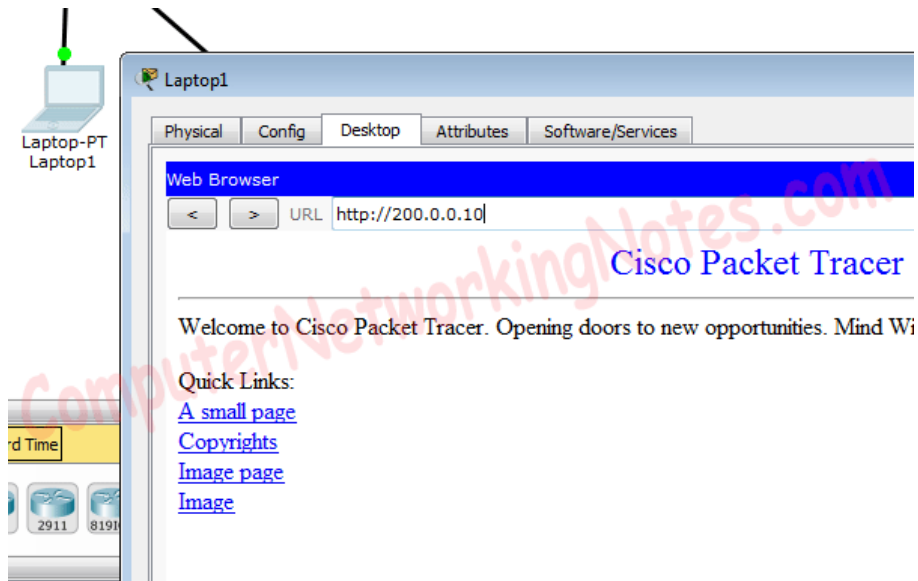 Laptop-PT
Laptop1
Laptop1
Physical Config Desktop Attributes Software/Services
Web Browser
< > URL http://200.0.0.10
Cisco Packet Tracer
Welcome to Cisco Packet Tracer. Opening doors to new opportunities. Mind Wi
Quick Links:
A small page
Copyrights
Image page
Image
rd Time
2911 819I
ComputerNetworkingNotes.com